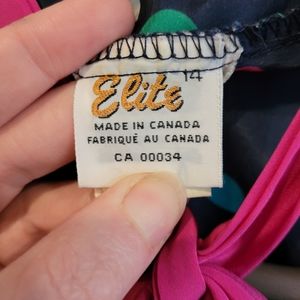 14
Elite
MADE IN CANADA
FABRIQUÉ AU CANADA
CA 00034